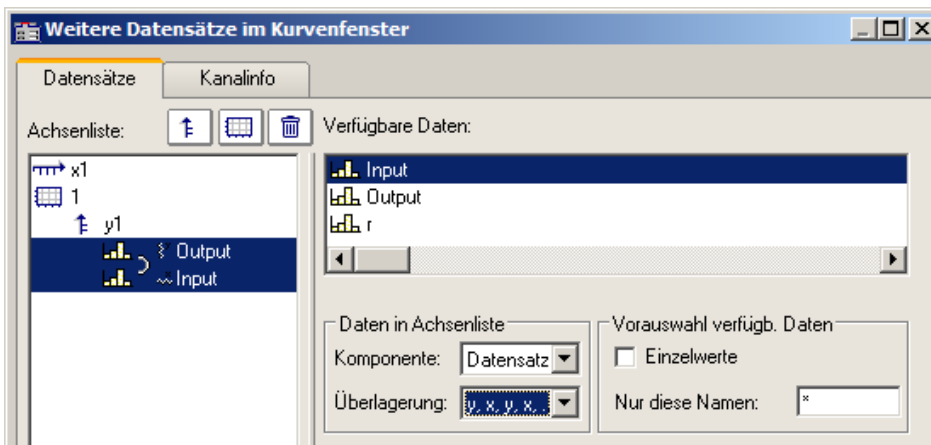 Weitere Datensätze im Kurvenfenster
Datensätze
Kanalinfo
Achsenliste:
Verfügbare Daten:
x1
1
y1
Output
Input
Input
Output
r
Daten in Achsenliste
Komponente:
Datensatz
Überlagerung:
y, x, y, x, .
Vorauswahl verfügb. Daten
Einzelwerte
Nur diese Namen:
*